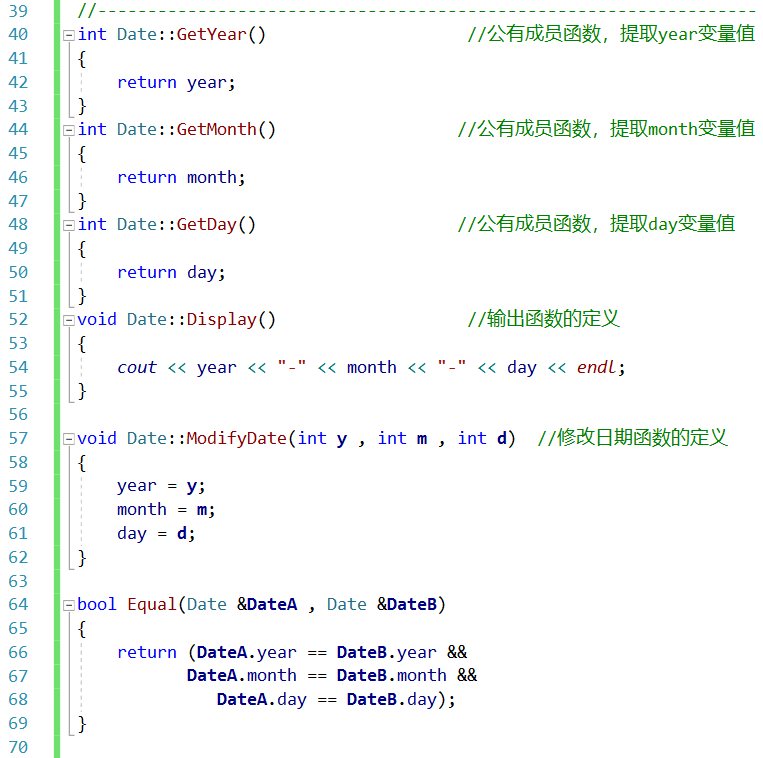 39 //------------------------------------------------------------------
40 int Date::GetYear() //公有成员函数，提取year变量值
41 {
42 return year;
43 }
44 int Date::GetMonth() //公有成员函数，提取month变量值
45 {
46 return month;
47 }
48 int Date::GetDay() //公有成员函数，提取day变量值
49 {
50 return day;
51 }
52 void Date::Display() //输出函数的定义
53 {
54 cout << year << "-" << month << "-" << day << endl;
55 }
56
57 void Date::ModifyDate(int y , int m , int d) //修改日期函数的定义
58 {
59 year = y;
60 month = m;
61 day = d;
62 }
63
64 bool Equal(Date &DateA , Date &DateB)
65 {
66 return (DateA.year == DateB.year &&
67 DateA.month == DateB.month &&
68 DateA.day == DateB.day);
69 }
70